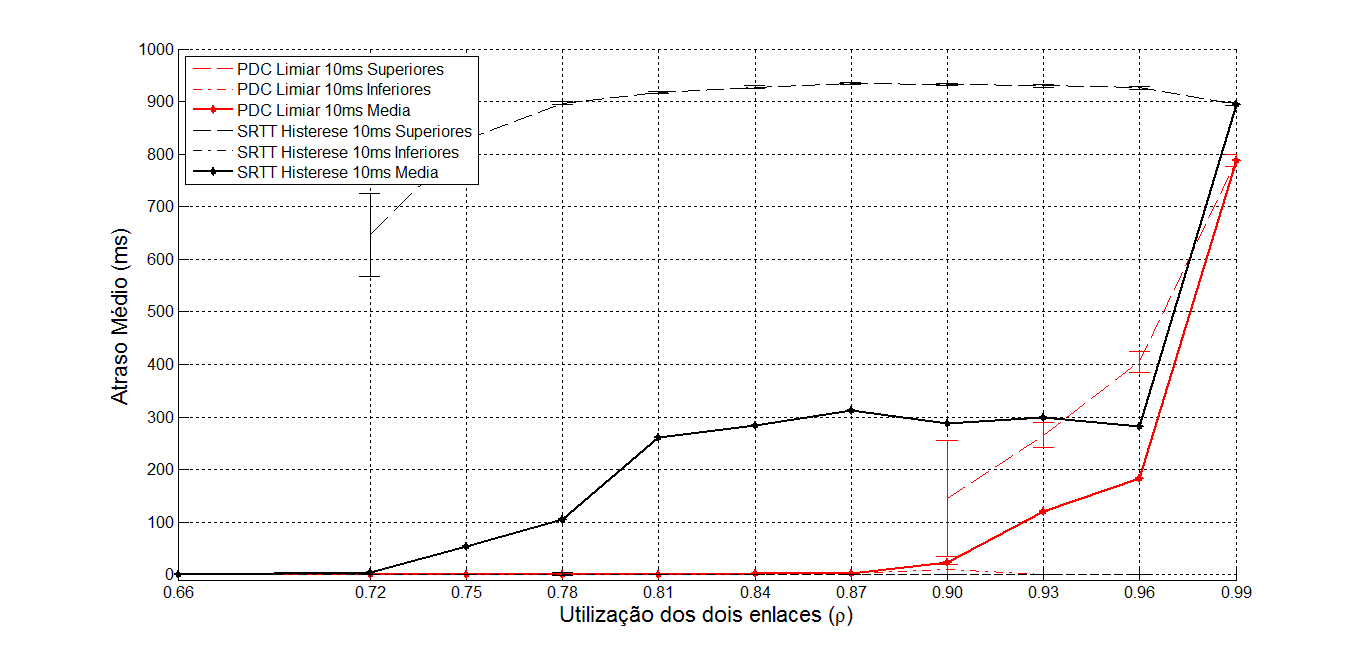 1000
900
800
700
600
500
400
300
200
100
0
Atraso Médio (ms)
PDC Limiar 10ms Superiores
PDC Limiar 10ms Inferiores
PDC Limiar 10ms Media
SRTT Histerese 10ms Superiores
SRTT Histerese 10ms Inferiores
SRTT Histerese 10ms Media
0.66 0.72 0.75 0.78 0.81 0.84 0.87 0.90 0.93 0.96 0.99
Utilização dos dois enlaces (ρ)